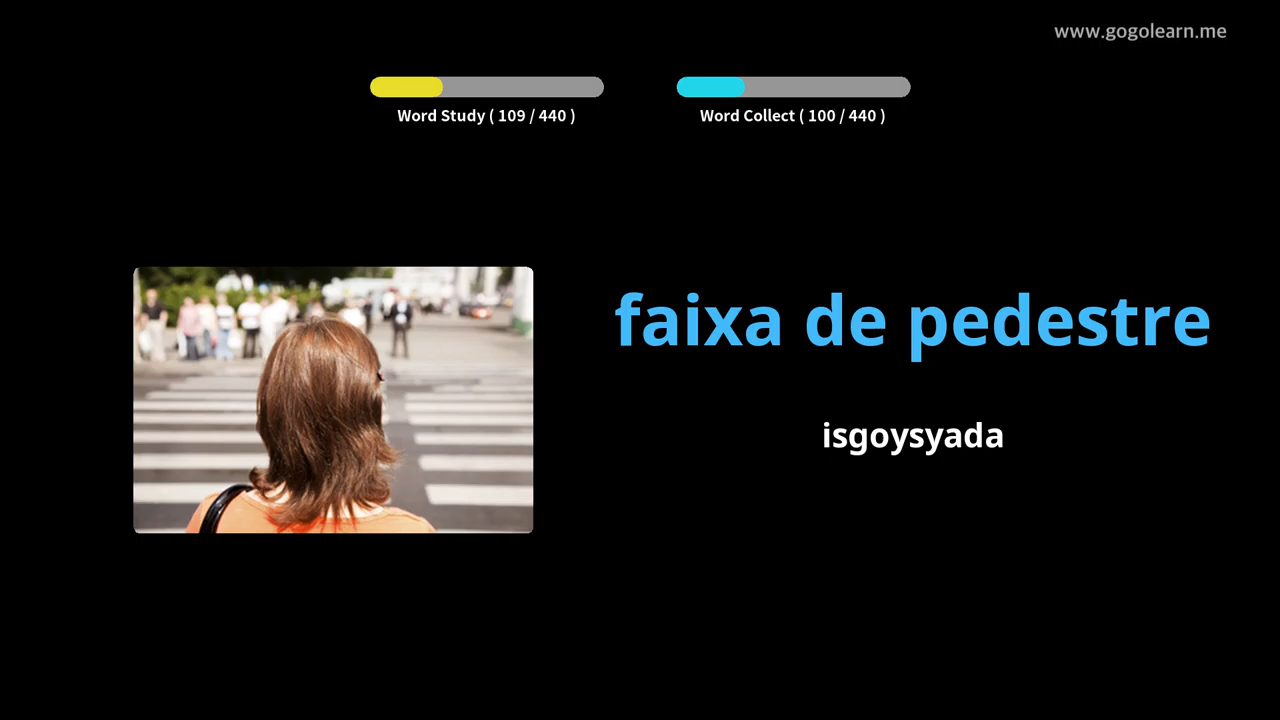 www.gogolearn.me
Word Study ( 109 / 440 )
Word Collect ( 100 / 440 )
faixa de pedestre
isgoysyada